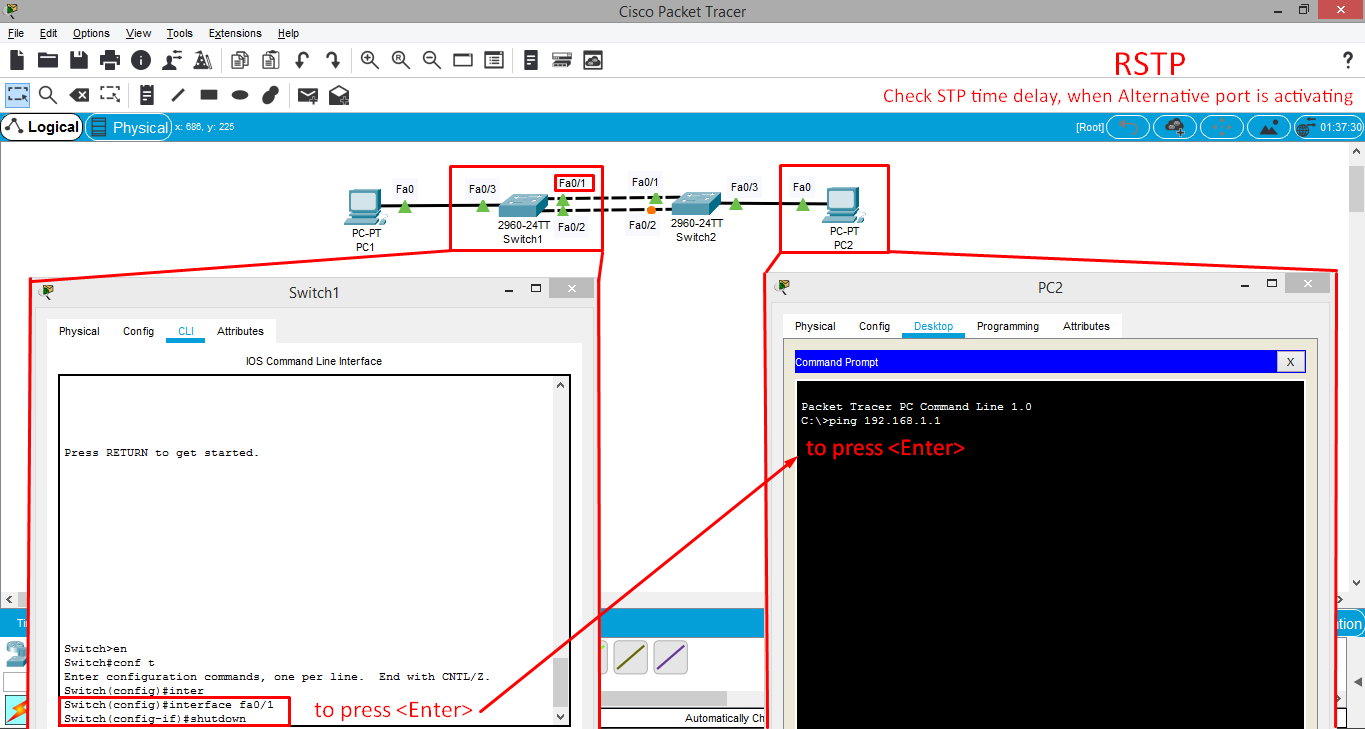 Cisco Packet Tracer
File Edit Options View Tools Extensions Help
RSTP
?
Check STP time delay, when Alternative port is activating
Logical Physical x: 686, y: 225 [Root] 01:37:30
Fa0 Fa0/3 Fa0/1 Fa0/1 Fa0/3 Fa0
PC-PT
PC1
2960-24TT
Switch1
Fa0/2
Fa0/2
2960-24TT
Switch2
PC-PT
PC2
Switch1
Physical Config CLI Attributes
IOS Command Line Interface
Press RETURN to get started.
Switch>en
Switch#conf t
Enter configuration commands, one per line.  End with CNTL/Z.
Switch(config)#inter
Switch(config)#interface fa0/1
Switch(config-if)#shutdown
to press <Enter>
PC2
Physical Config Desktop Programming Attributes
Command Prompt X
Packet Tracer PC Command Line 1.0
C:\>ping 192.168.1.1
to press <Enter>
Automatically Ch